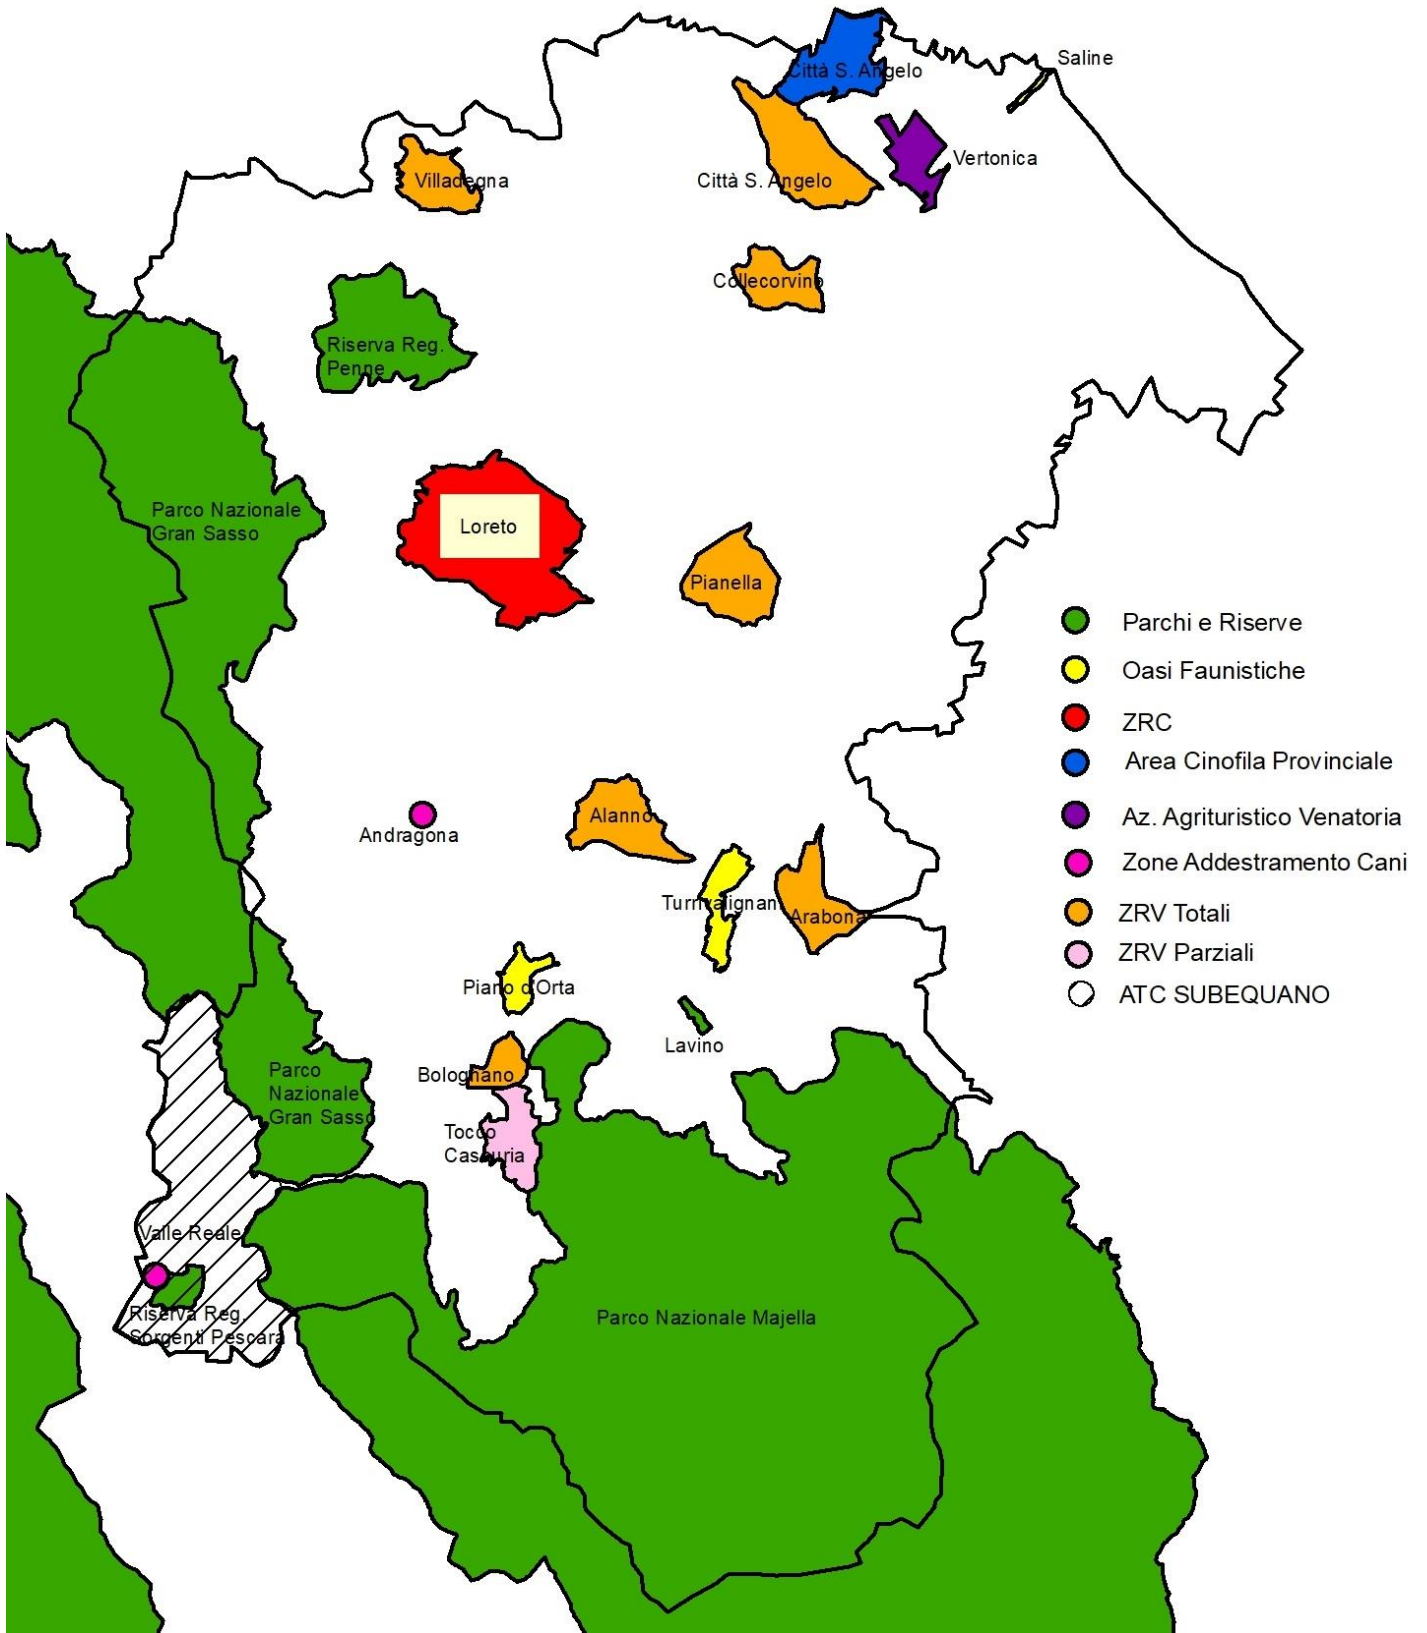 Saline
Città S. Angelo
Vertonica
Villadegna
Città S. Angelo
Collecorvino
Riserva Reg.
Penne
Parco Nazionale
Gran Sasso
Loreto
Pianella
Parchi e Riserve
Oasi Faunistiche
ZRC
Area Cinofila Provinciale
Az. Agrituristico Venatoria
Zone Addestramento Cani
ZRV Totali
ZRV Parziali
ATC SUBEQUANO
Alanno
Andragona
Turrivalignani
Arabona
Piano d'Orta
Lavino
Bolognano
Parco
Nazionale
Gran Sasso
Tocco
Casauria
Valle Reale
Riserva Reg.
Sorgenti Pescara
Parco Nazionale Majella